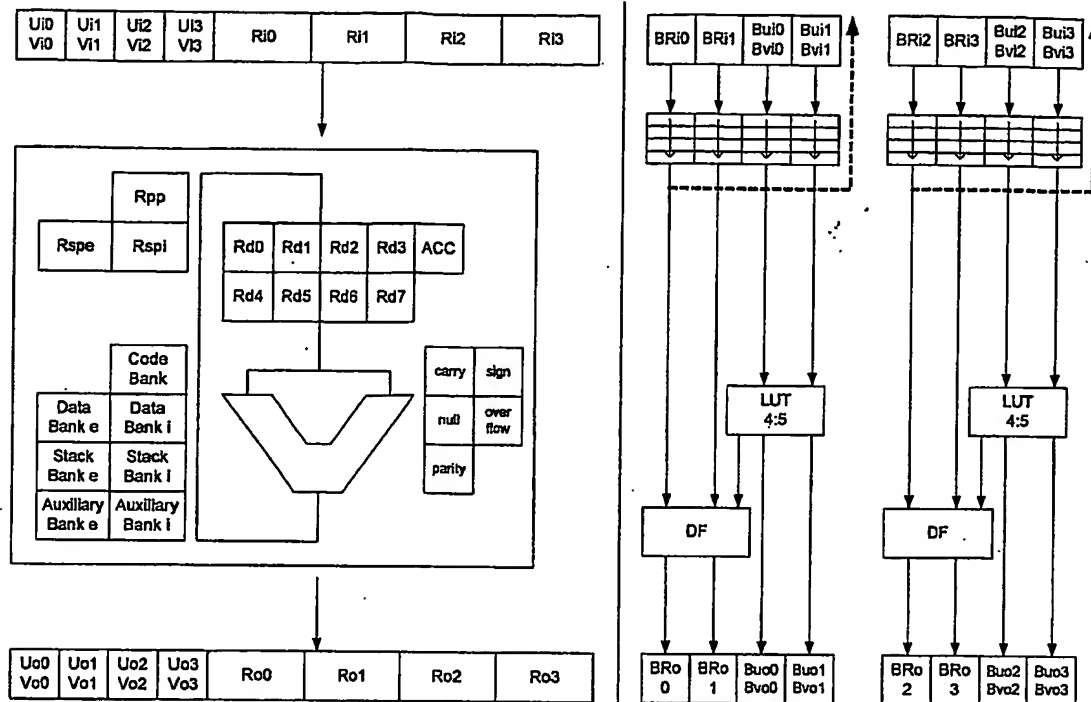 Ui0 Ui1 Ui2 Ui3 Ri0 Ri1 Ri2 Ri3
Vi0 Vi1 Vi2 Vi3
BRi0 BRi1 Bui0 Bui1
Bvi0 Bvi1
BRi2 BRi3 Bui2 Bui3
Bvi2 Bvi3
Rpp
Rspe Rspi
Rd0 Rd1 Rd2 Rd3 ACC
Rd4 Rd5 Rd6 Rd7
Code
Bank
Data Data
Bank e Bank i
Stack Stack
Bank e Bank i
Auxiliary Auxiliary
Bank e Bank i
carry sign
null over
flow
parity
LUT
4:5
DF
LUT
4:5
DF
Uo0 Uo1 Uo2 Uo3 Ro0 Ro1 Ro2 Ro3
Vo0 Vo1 Vo2 Vo3
BRo BRo Buo0 Buo1
0 1 Bvo0 Bvo1
BRo BRo Buo2 Buo3
2 3 Bvo2 Bvo3